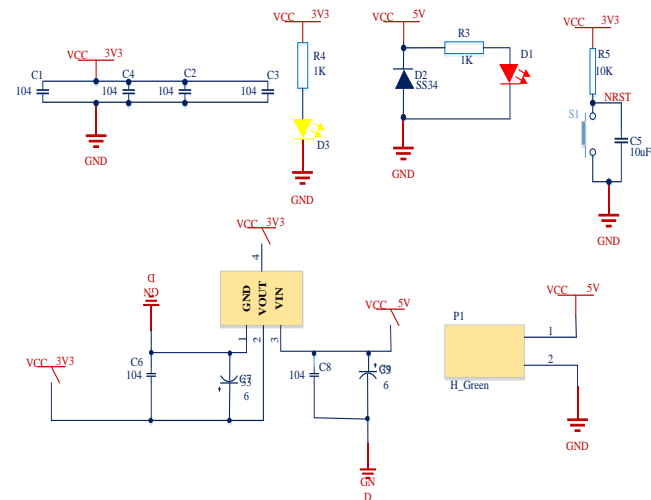 VCC 3V3
C1 C4 C2 C3
104 104 104 104
GND
VCC 3V3
R4
1K
D3
GND
VCC 5V
R3
1K
D2
SS34
D1
GND
VCC 3V3
R5
10K
NRST
S1
C5
10uF
GND
VCC 3V3
4
GND
VOUT
VIN
1 2 3
GN
D
VCC 3V3
C6
104
6
VCC 5V
C8
104
6
GN
D
P1
H_Green
1
2
VCC 5V
GND